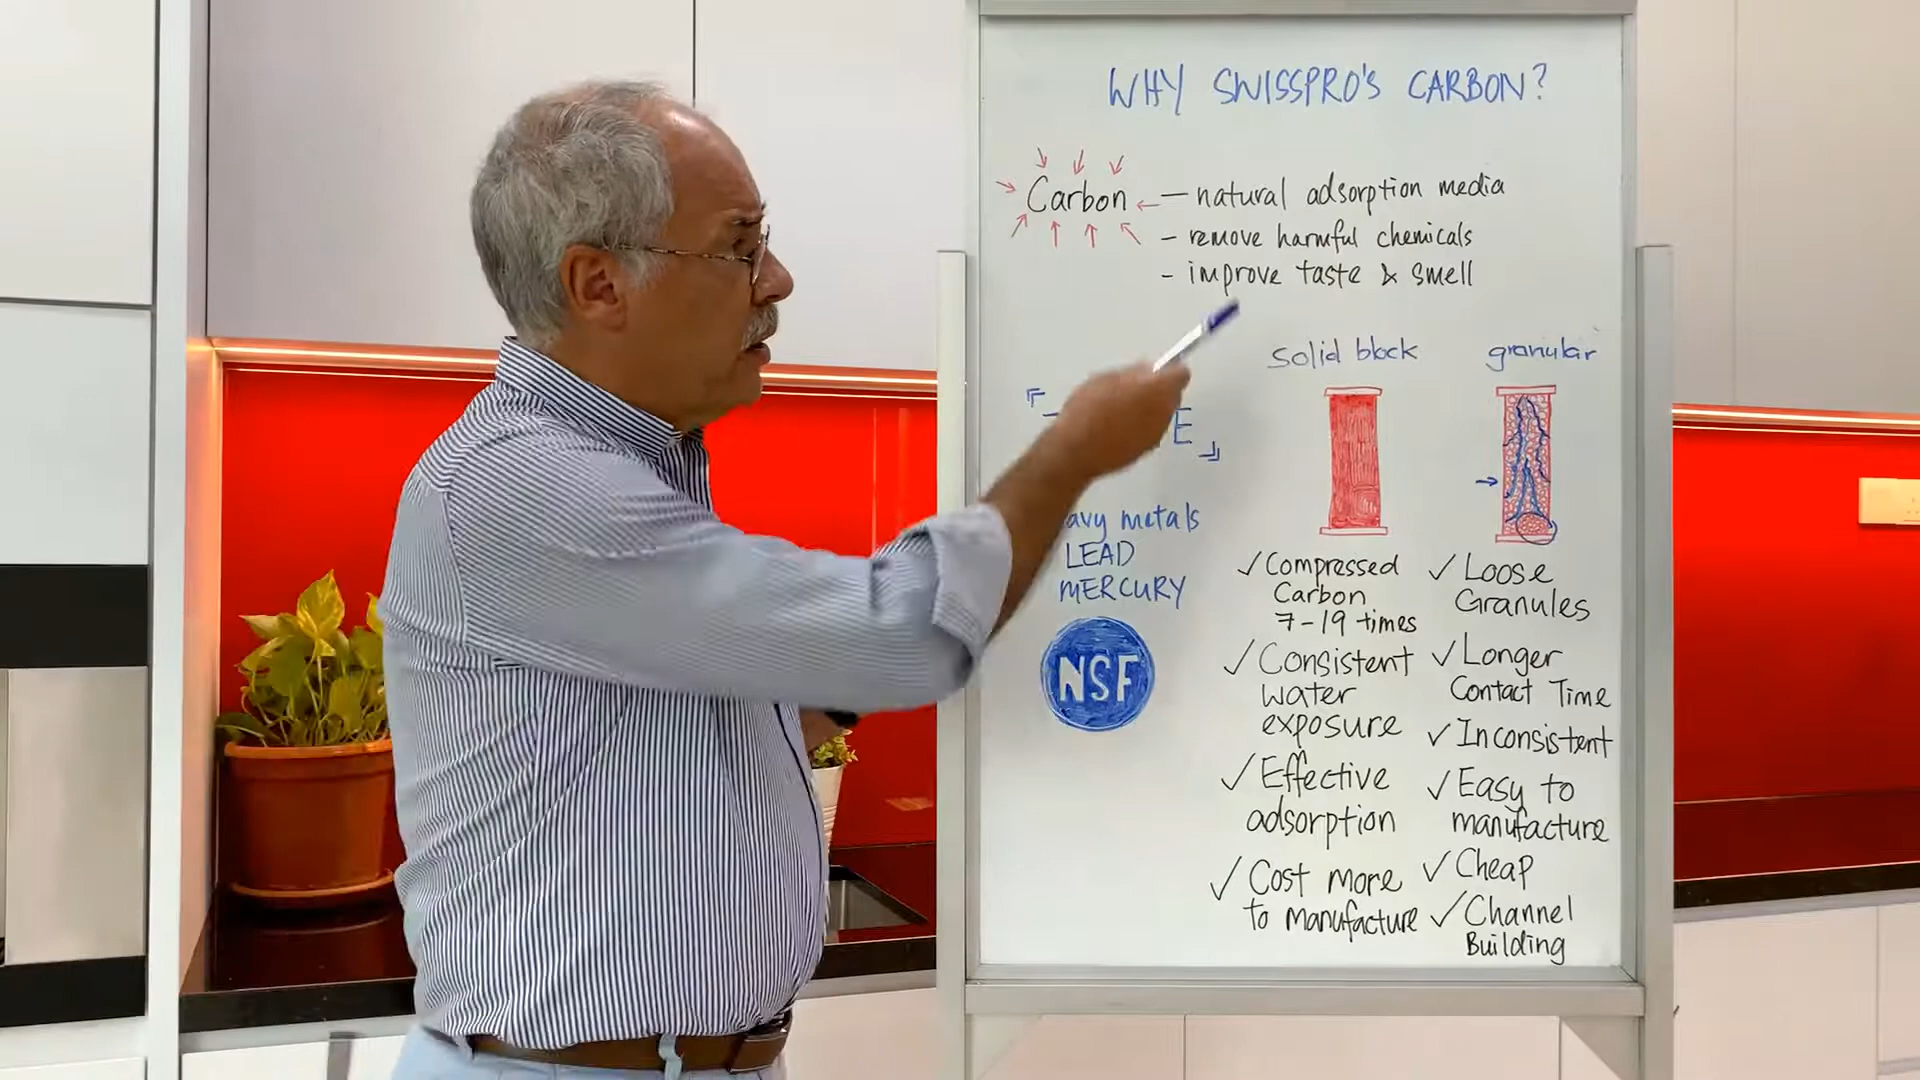 WHY SWISSPRO'S CARBON?
Carbon
— natural adsorption media
- remove harmful chemicals
- improve taste & smell
metals
LEAD
MERCURY
NSF
solid block
✓ Compressed
Carbon
7-19 times
✓ Consistent
water
exposure
✓ Effective
adsorption
✓ Cost more
to manufacture
granular
✓ Loose
Granules
✓ Longer
Contact Time
✓ Inconsistent
✓ Easy to
manufacture
✓ Cheap
✓ Channel
Building